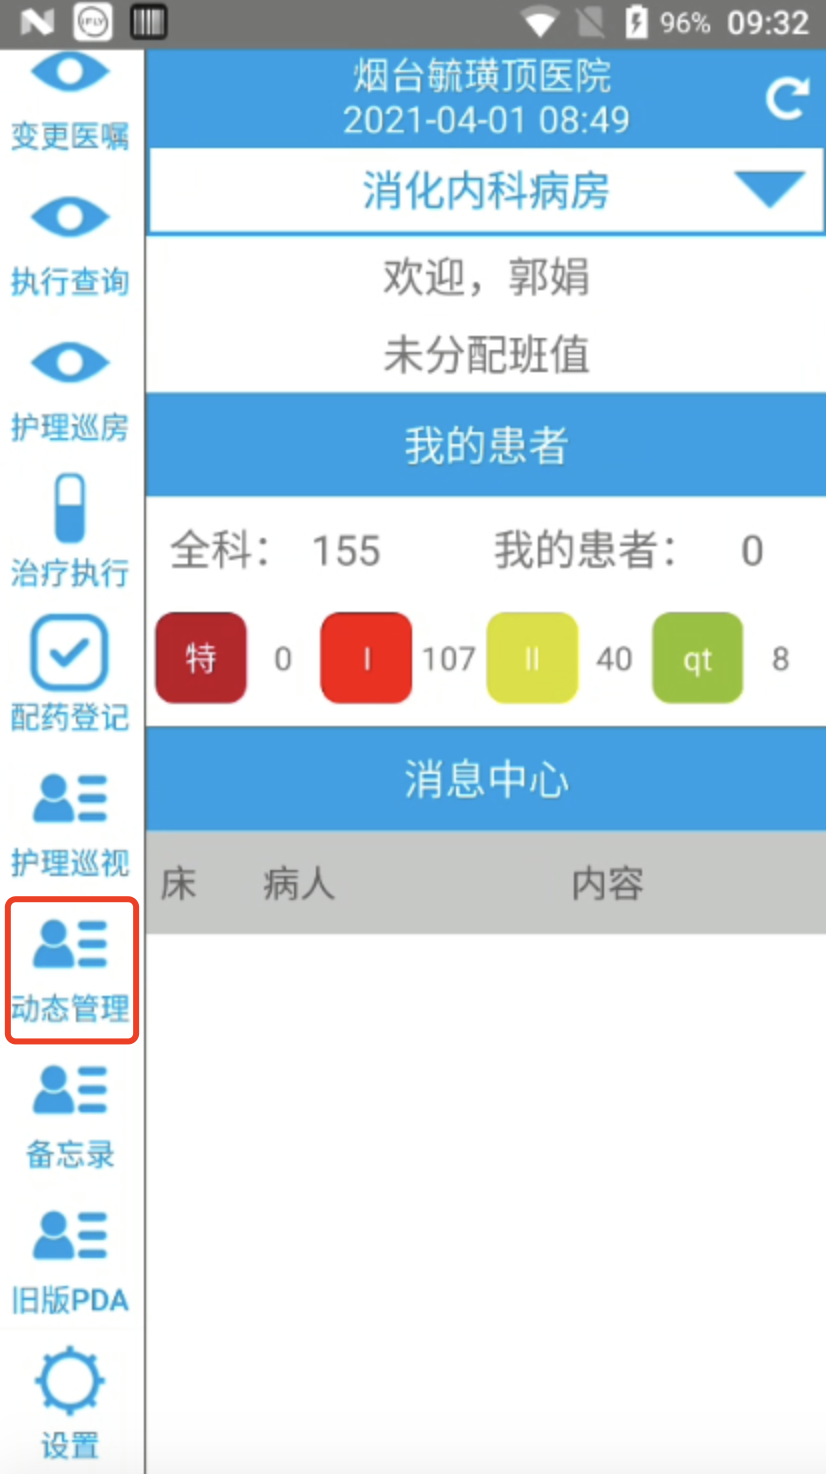 96% 09:32
烟台毓璜顶医院
2021-04-01 08:49
消化内科病房
欢迎，郭娟
未分配班值
我的患者
全科： 155 我的患者： 0
特 0 I 107 II 40 qt 8
消息中心
床 病人 内容
变更医嘱
执行查询
护理巡房
治疗执行
配药登记
护理巡视
动态管理
备忘录
旧版PDA
设置